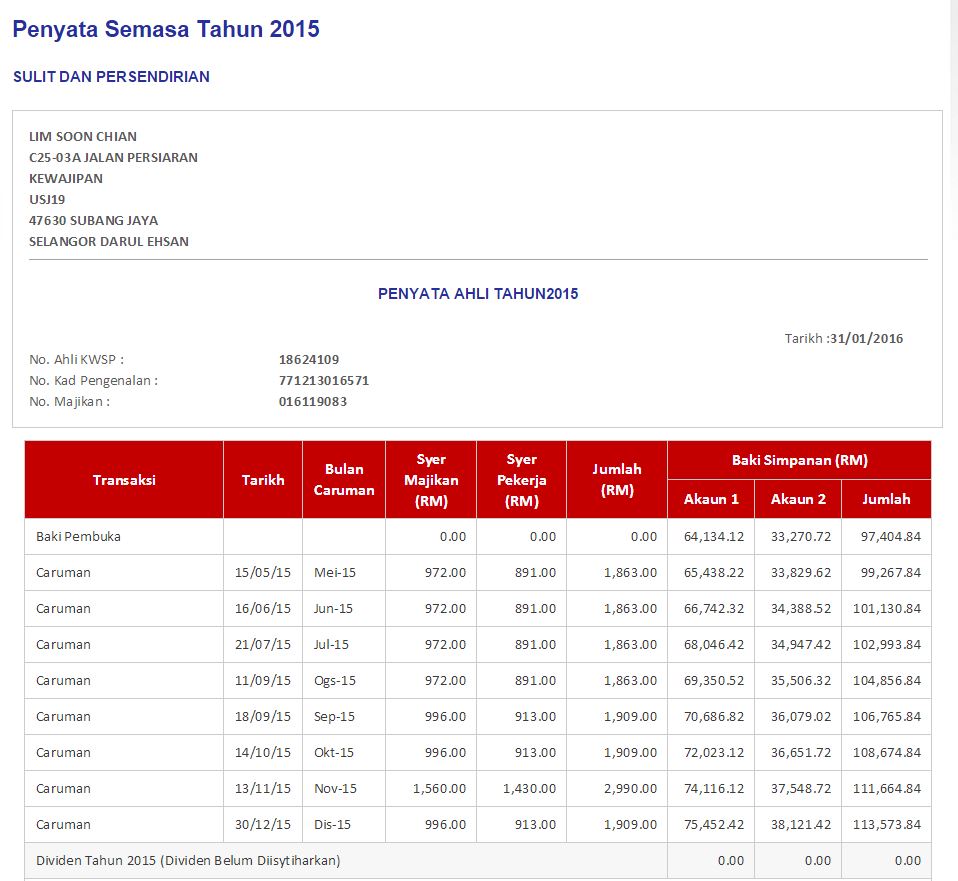 Penyata Semasa Tahun 2015
SULIT DAN PERSENDIRIAN
LIM SOON CHIAN
C25-03A JALAN PERSIARAN
KEWAJIPAN
USJ19
47630 SUBANG JAYA
SELANGOR DARUL EHSAN
PENYATA AHLI TAHUN2015
Tarikh :31/01/2016
No. Ahli KWSP : 18624109
No. Kad Pengenalan : 771213016571
No. Majikan : 016119083
Transaksi Tarikh Bulan Caruman Syer Majikan (RM) Syer Pekerja (RM) Jumlah (RM) Baki Simpanan (RM)
Akaun 1 Akaun 2 Jumlah
Baki Pembuka 0.00 0.00 0.00 64,134.12 33,270.72 97,404.84
Caruman 15/05/15 Mei-15 972.00 891.00 1,863.00 65,438.22 33,829.62 99,267.84
Caruman 16/06/15 Jun-15 972.00 891.00 1,863.00 66,742.32 34,388.52 101,130.84
Caruman 21/07/15 Jul-15 972.00 891.00 1,863.00 68,046.42 34,947.42 102,993.84
Caruman 11/09/15 Ogs-15 972.00 891.00 1,863.00 69,350.52 35,506.32 104,856.84
Caruman 18/09/15 Sep-15 996.00 913.00 1,909.00 70,686.82 36,079.02 106,765.84
Caruman 14/10/15 Okt-15 996.00 913.00 1,909.00 72,023.12 36,651.72 108,674.84
Caruman 13/11/15 Nov-15 1,560.00 1,430.00 2,990.00 74,116.12 37,548.72 111,664.84
Caruman 30/12/15 Dis-15 996.00 913.00 1,909.00 75,452.42 38,121.42 113,573.84
Dividen Tahun 2015 (Dividen Belum Diisytiharkan) 0.00 0.00 0.00